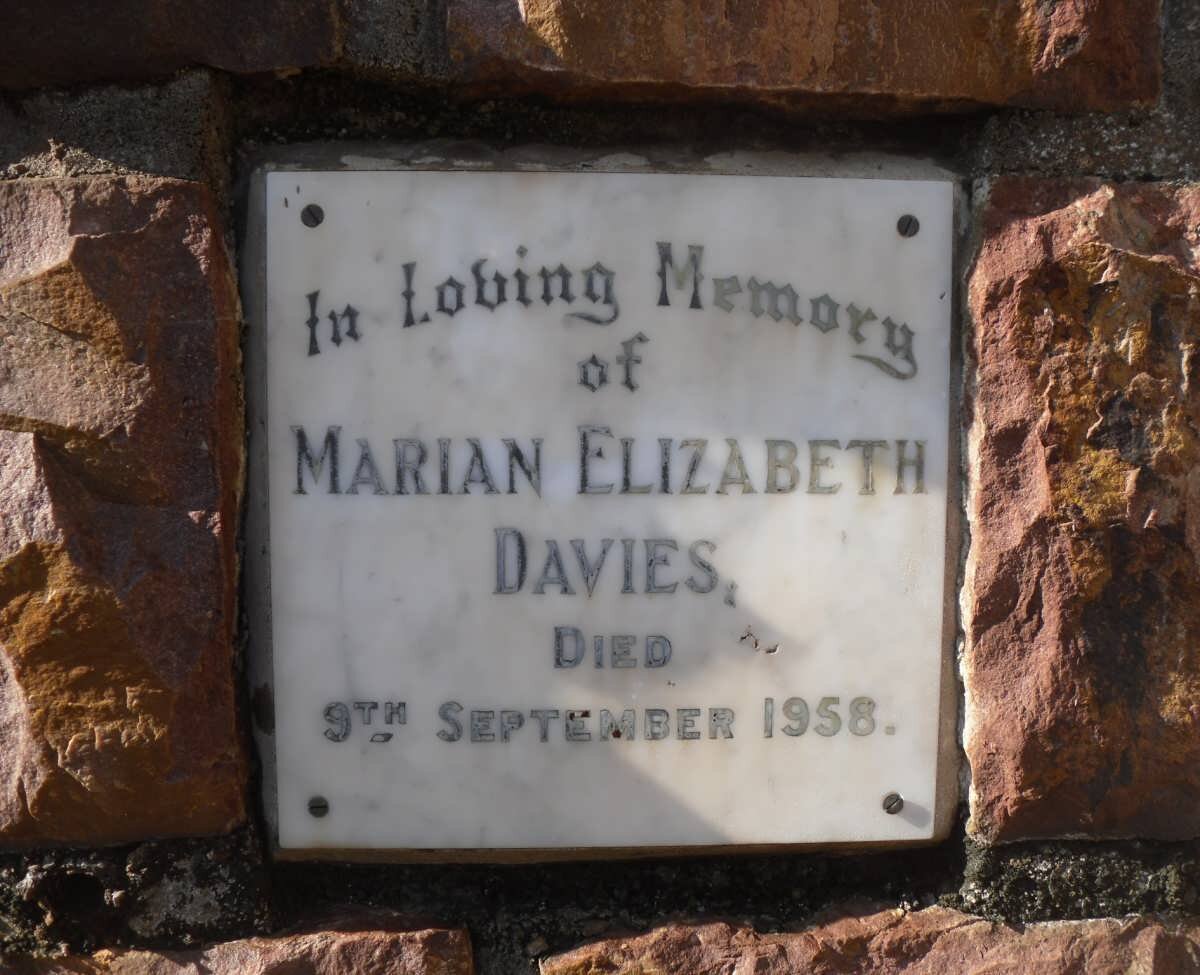 In Loving Memory
of
MARIAN ELIZABETH
DAVIES,
DIED
9TH SEPTEMBER 1958.